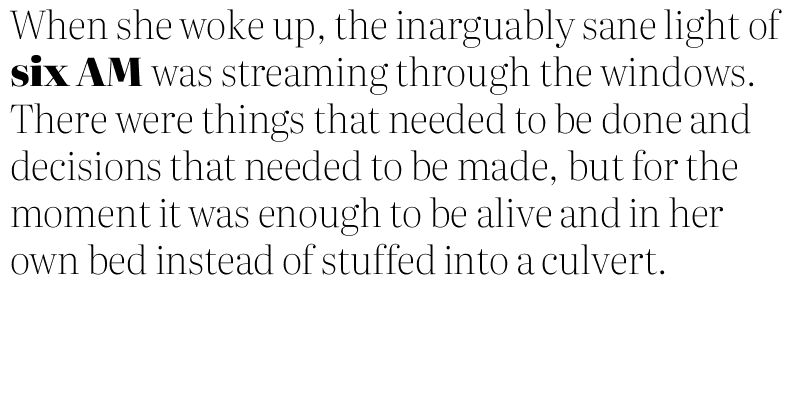 When she woke up, the inarguably sane light of
six AM was streaming through the windows.
There were things that needed to be done and
decisions that needed to be made, but for the
moment it was enough to be alive and in her
own bed instead of stuffed into a culvert.